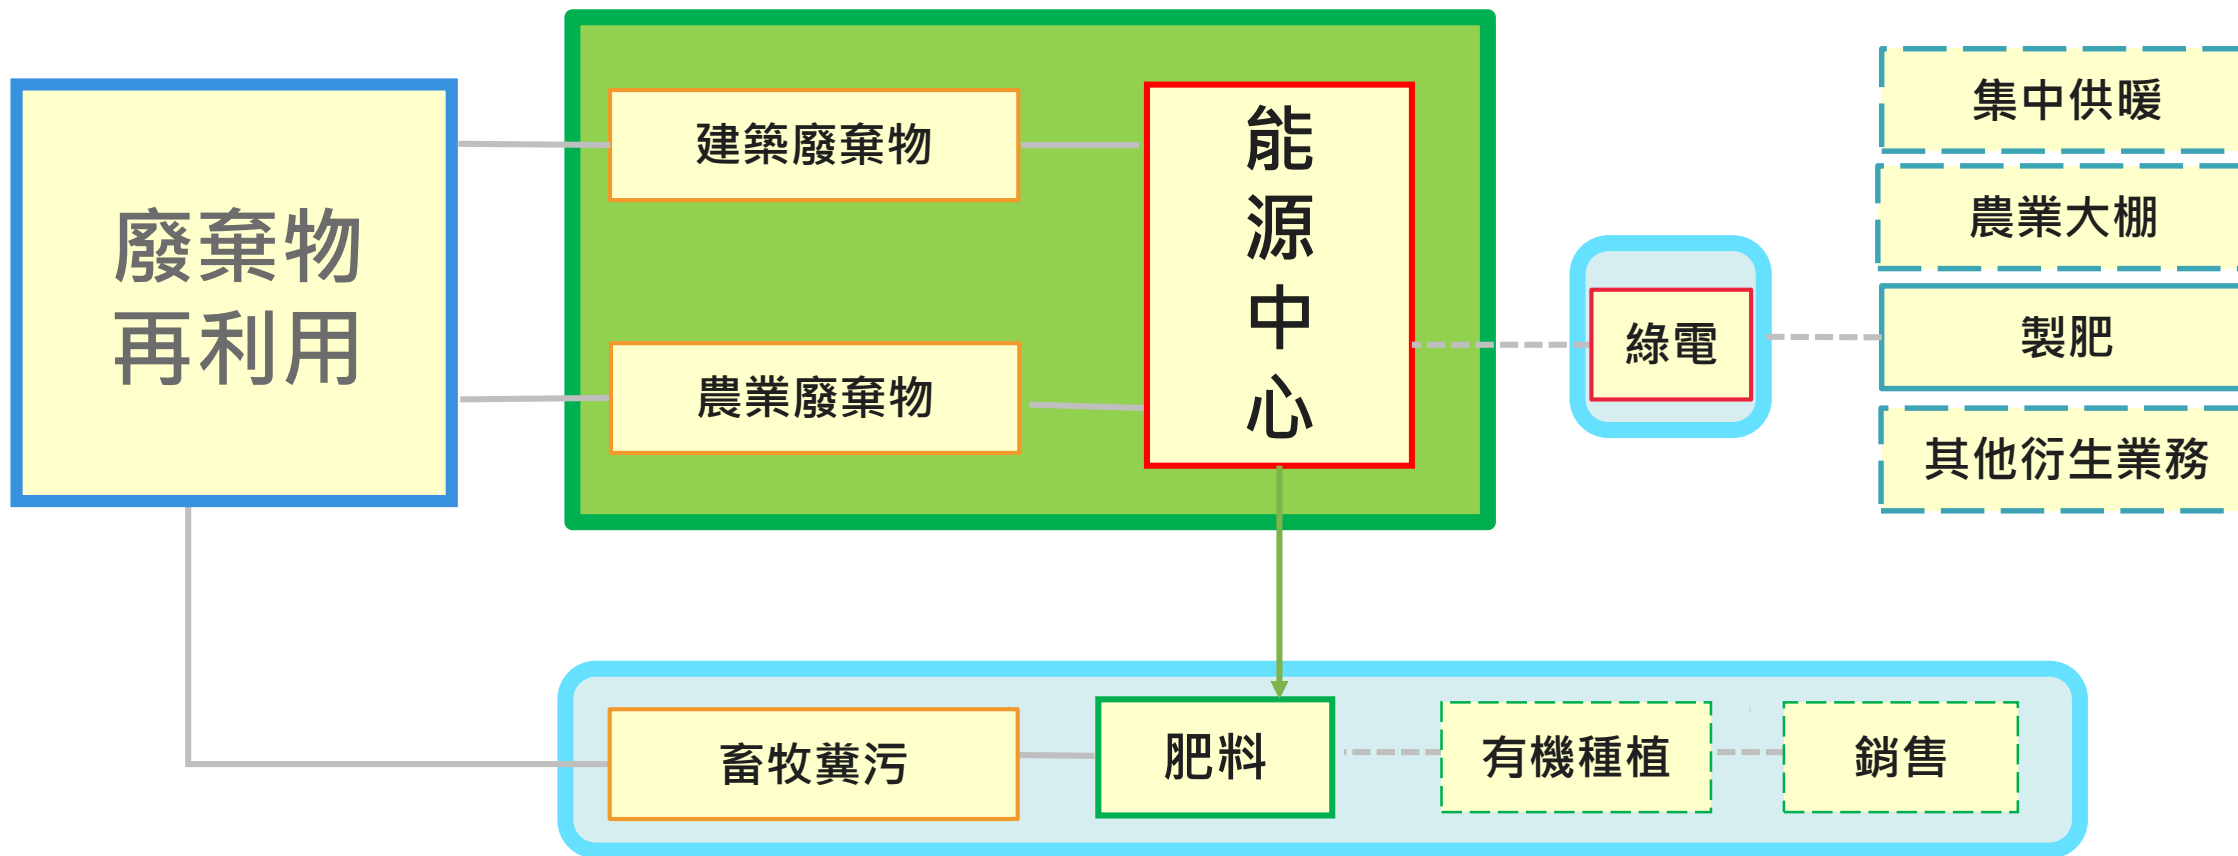 廢棄物
再利用
建築廢棄物
農業廢棄物
能
源
中
心
綠電
集中供暖
農業大棚
製肥
其他衍生業務
畜牧糞污
肥料
有機種植
銷售